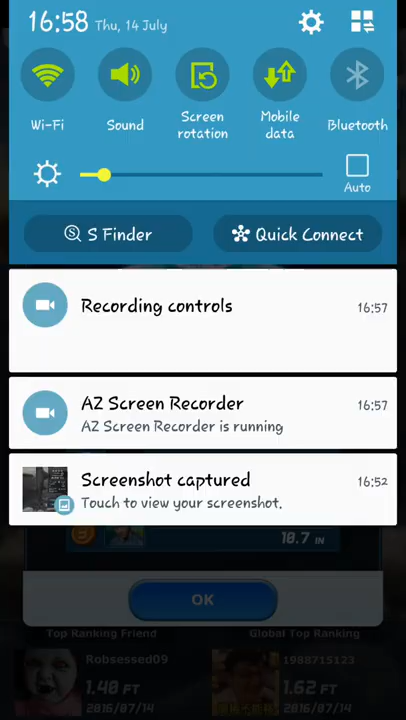 16:58 Thu, 14 July
Wi-Fi
Sound
Screen
rotation
Mobile
data
Bluetooth
Auto
S Finder
Quick Connect
Recording controls
16:57
AZ Screen Recorder
16:57
AZ Screen Recorder is running
Screenshot captured
16:52
Touch to view your screenshot.
10.7 IN
OK
Top Ranking Friend
Global Top Ranking
Robsessed09
1.40 FT
2016/07/14
1988715123
1.62 FT
2016/07/14